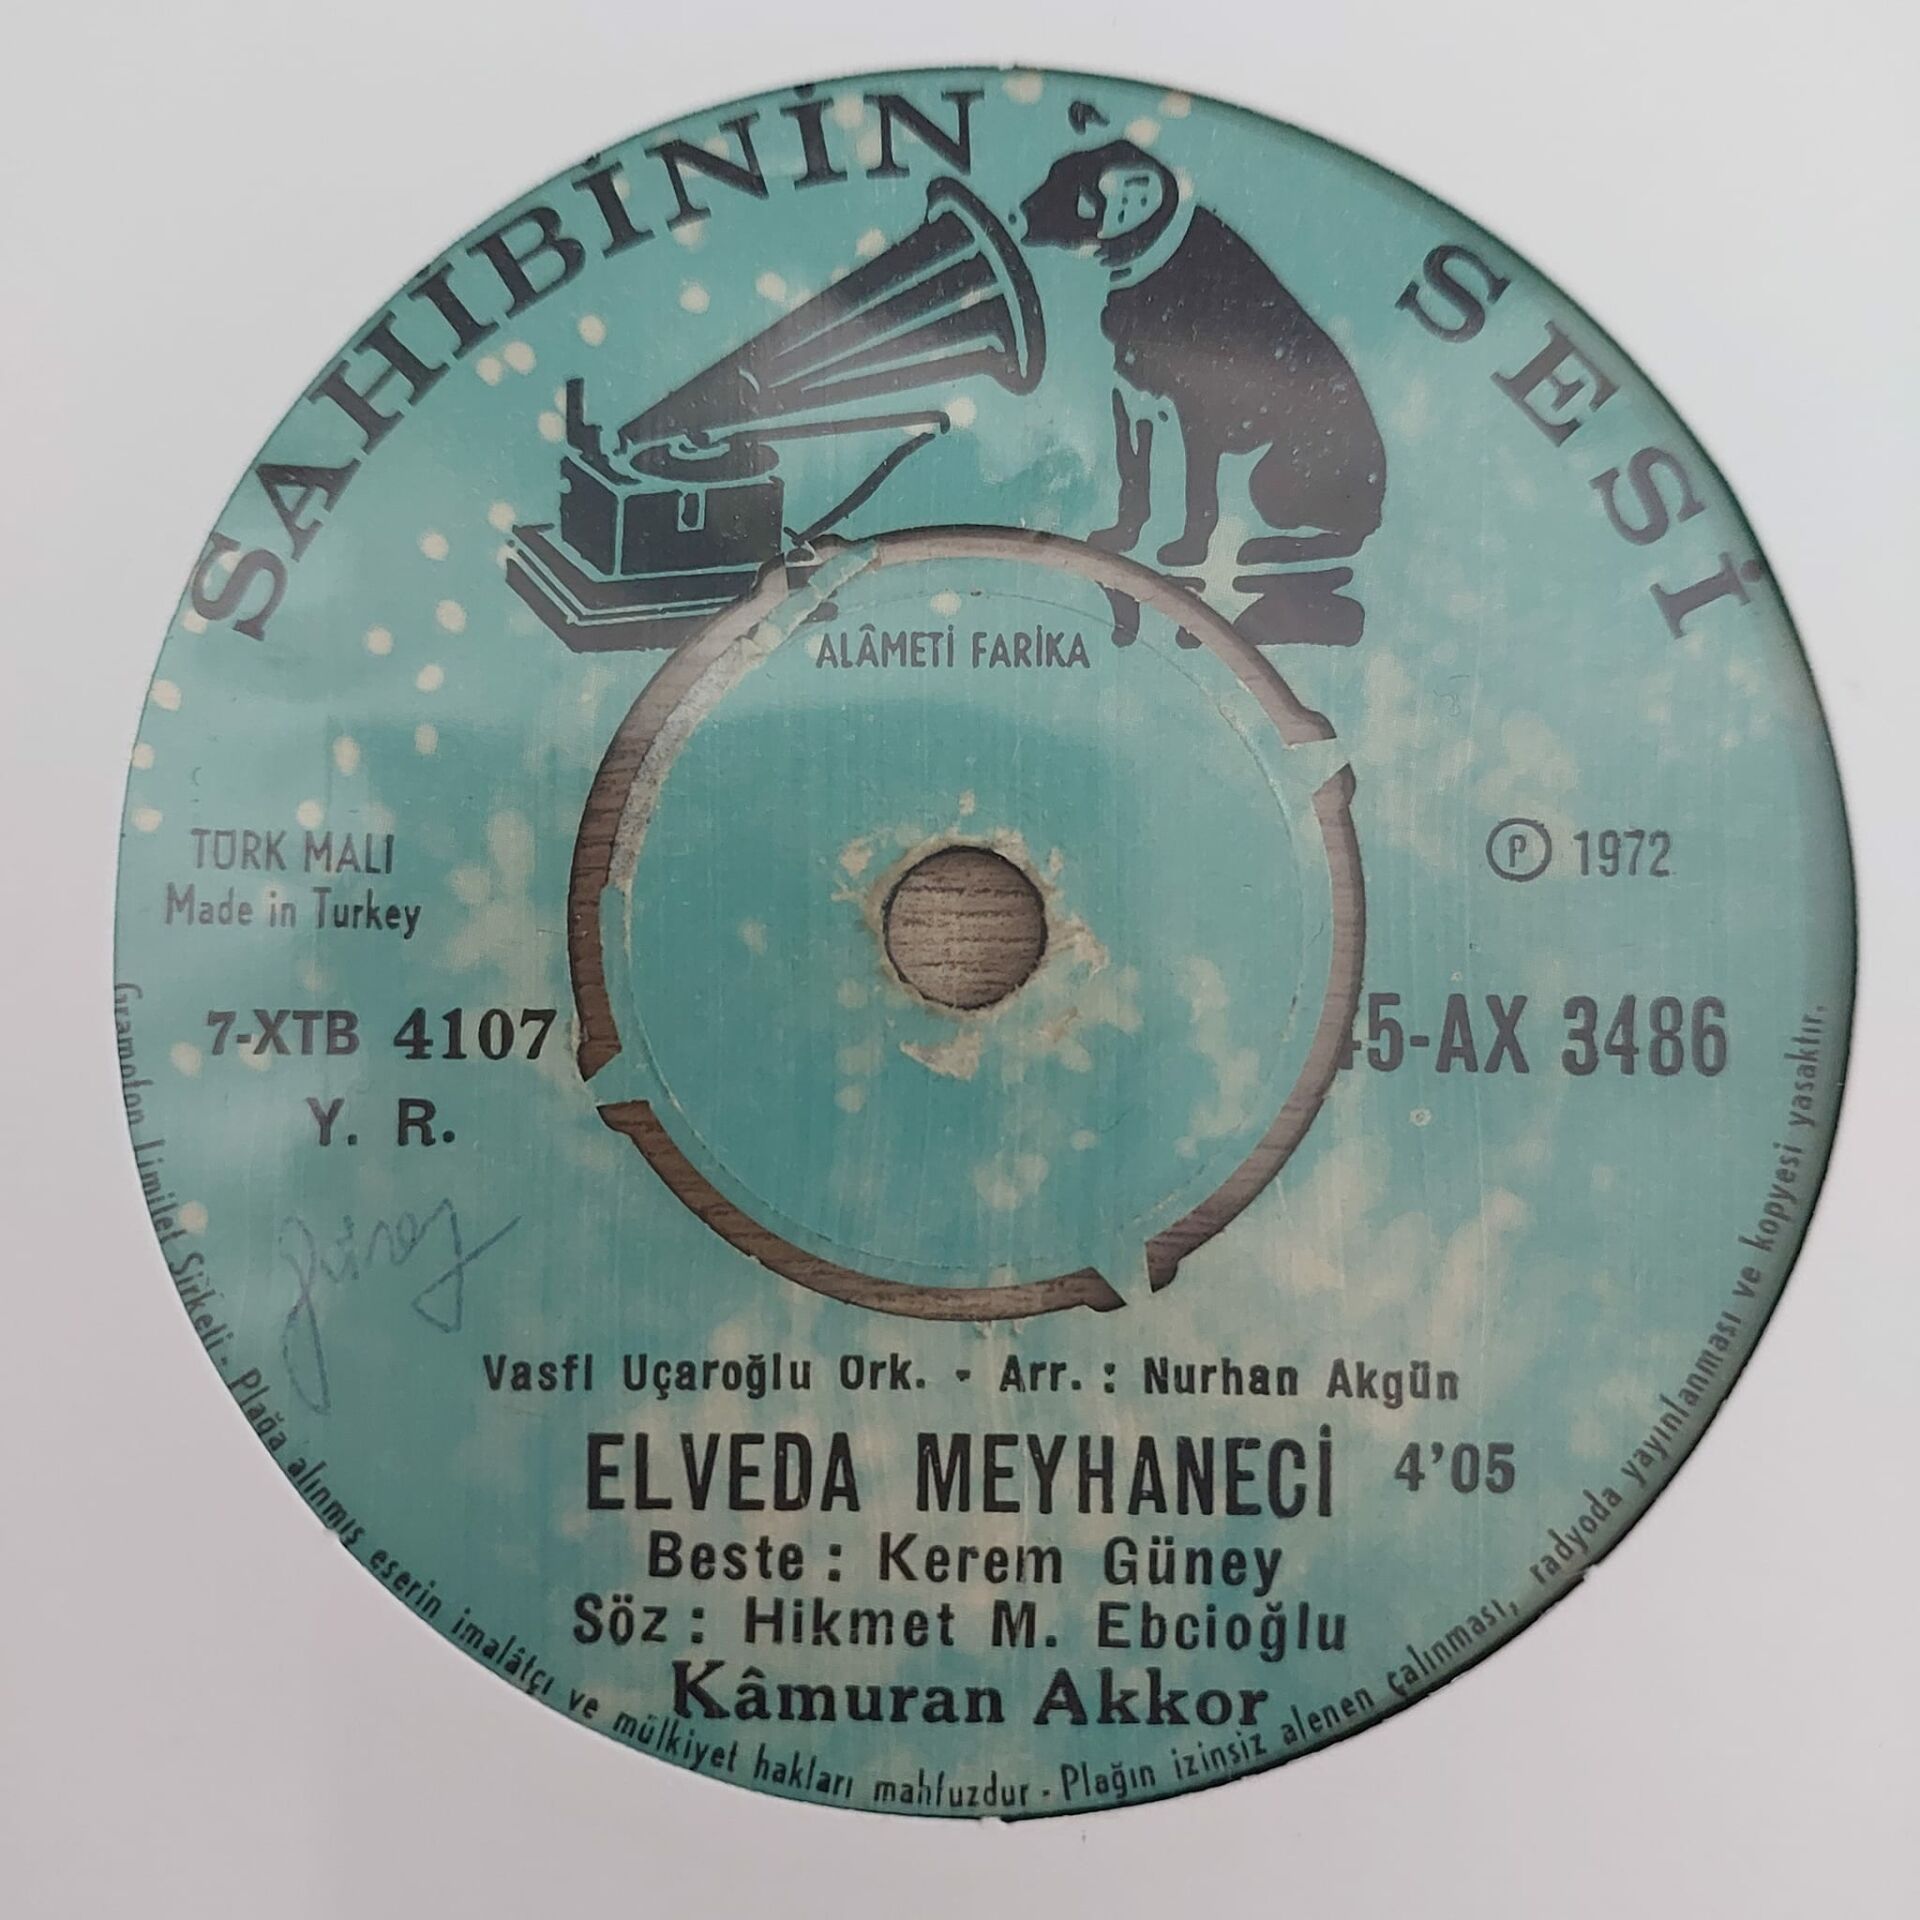 SAHİBİNİN SESİ
ALÂMETİ FARİKA
TÜRK MALI
Made in Turkey
Ⓟ 1972
7-XTB 4107
45-AX 3486
Y. R.
Vasfi Uçaroğlu Ork. - Arr. : Nurhan Akgün
ELVEDA MEYHANECİ 4'05
Beste : Kerem Güney
Söz : Hikmet M. Ebcioğlu
Kâmuran Akkor
Gramofon Limitet Şirketi - Plağa alınmış eserin imalâtçı ve mülkiyet hakları mahfuzdur - Plağın izinsiz alenen çalınması, radyoda yayınlanması ve kopyesi yasaktır.